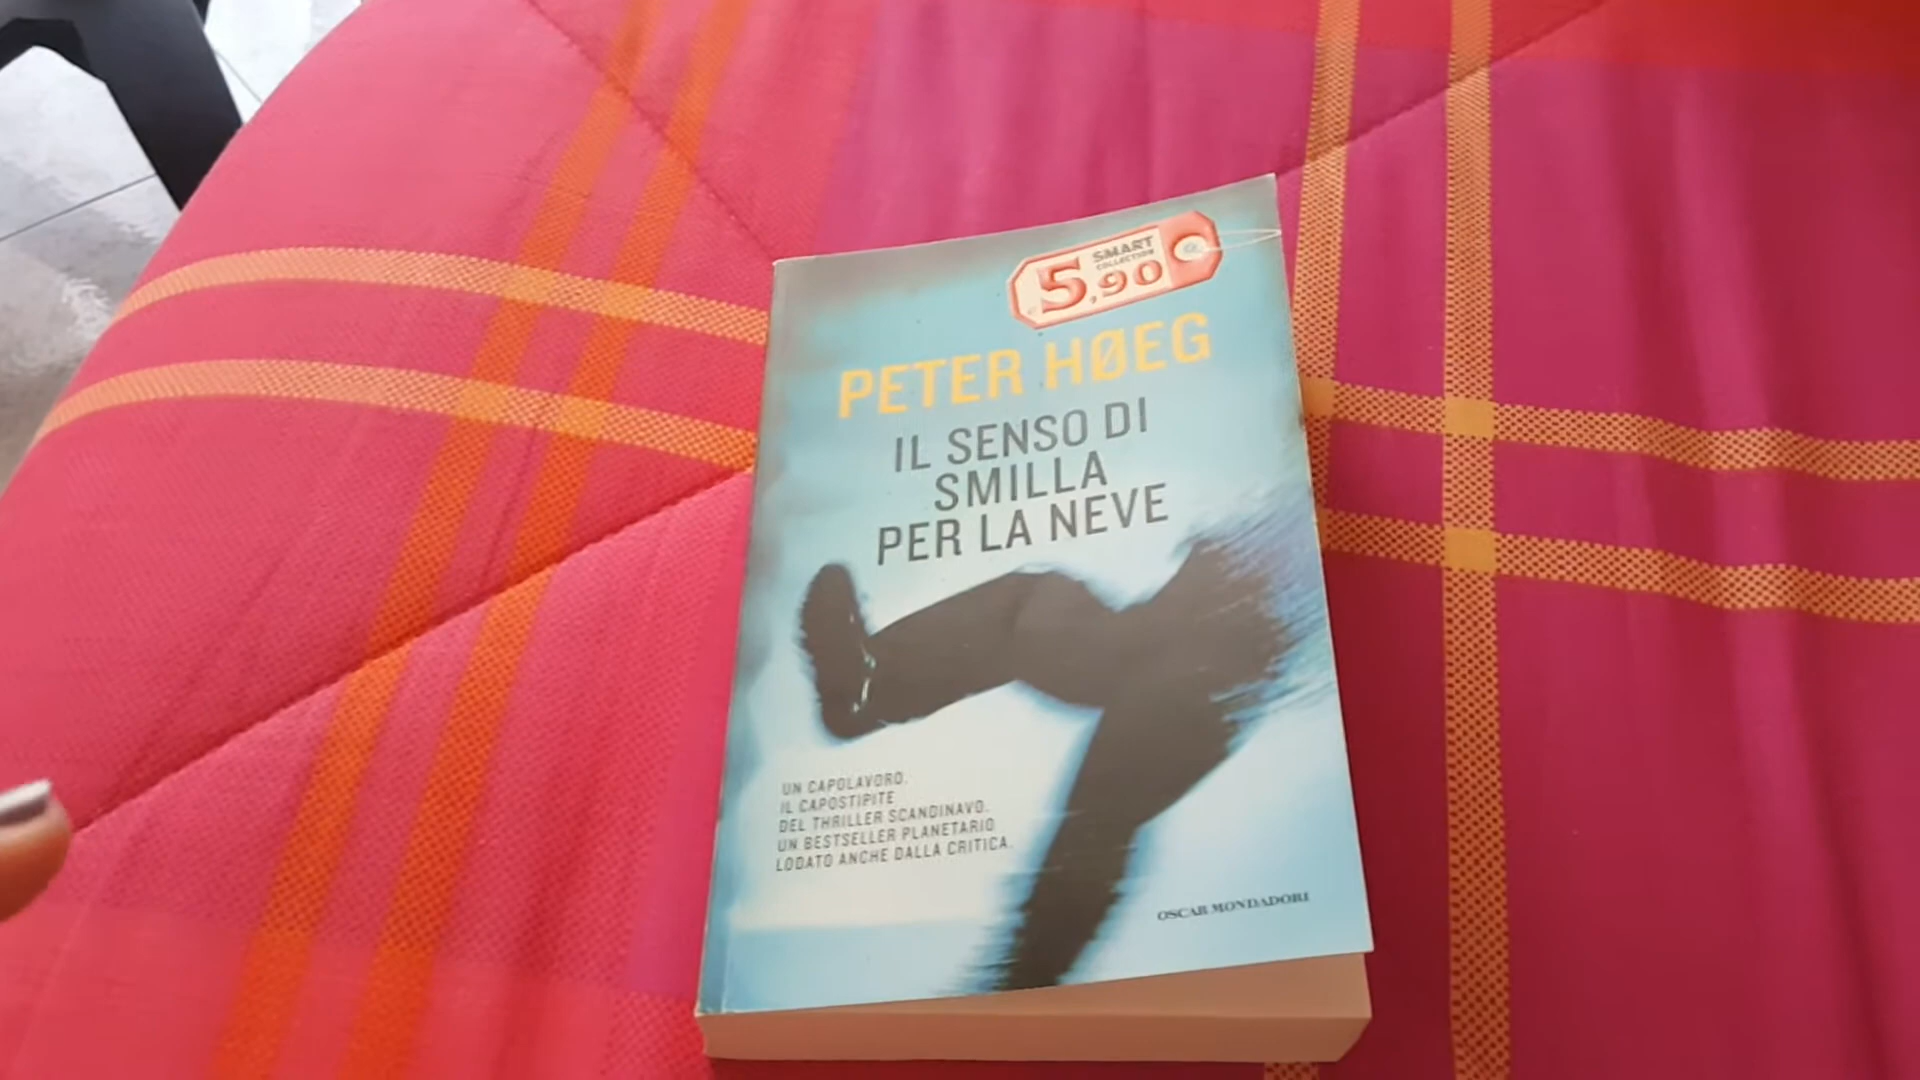 SMART
COLLECTION
€ 5,90
PETER HØEG
IL SENSO DI
SMILLA
PER LA NEVE
UN CAPOLAVORO.
IL CAPOSTIPITE
DEL THRILLER SCANDINAVO.
UN BESTSELLER PLANETARIO
LODATO ANCHE DALLA CRITICA.
OSCAR MONDADORI